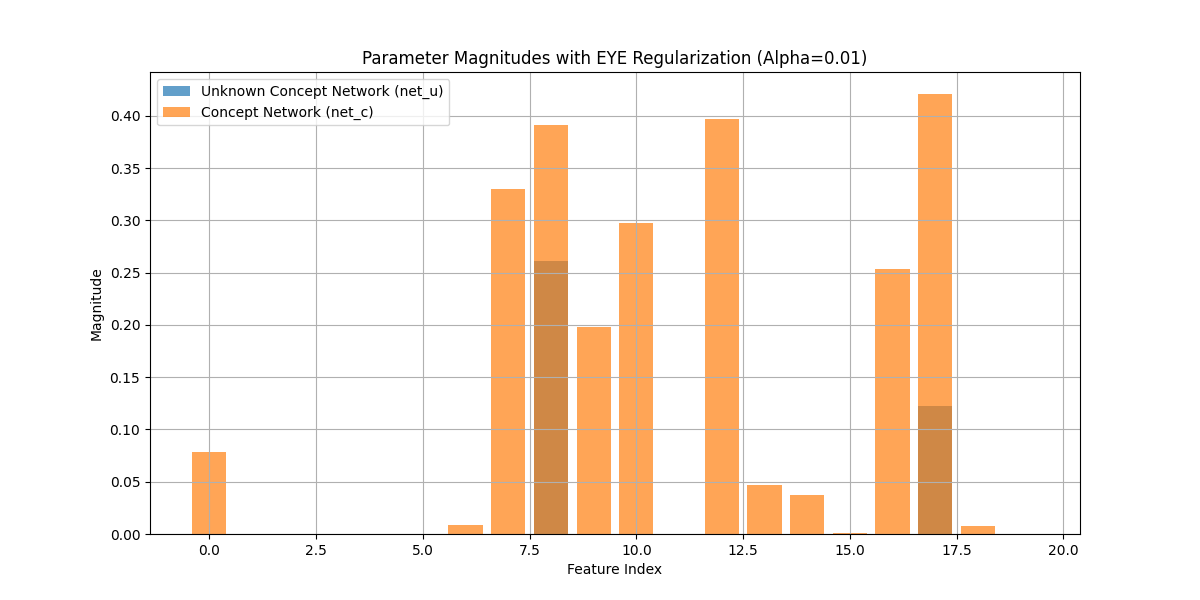 Parameter Magnitudes with EYE Regularization (Alpha=0.01)
Unknown Concept Network (net_u)
Concept Network (net_c)
Magnitude
0.40
0.35
0.30
0.25
0.20
0.15
0.10
0.05
0.00
0.0 2.5 5.0 7.5 10.0 12.5 15.0 17.5 20.0
Feature Index